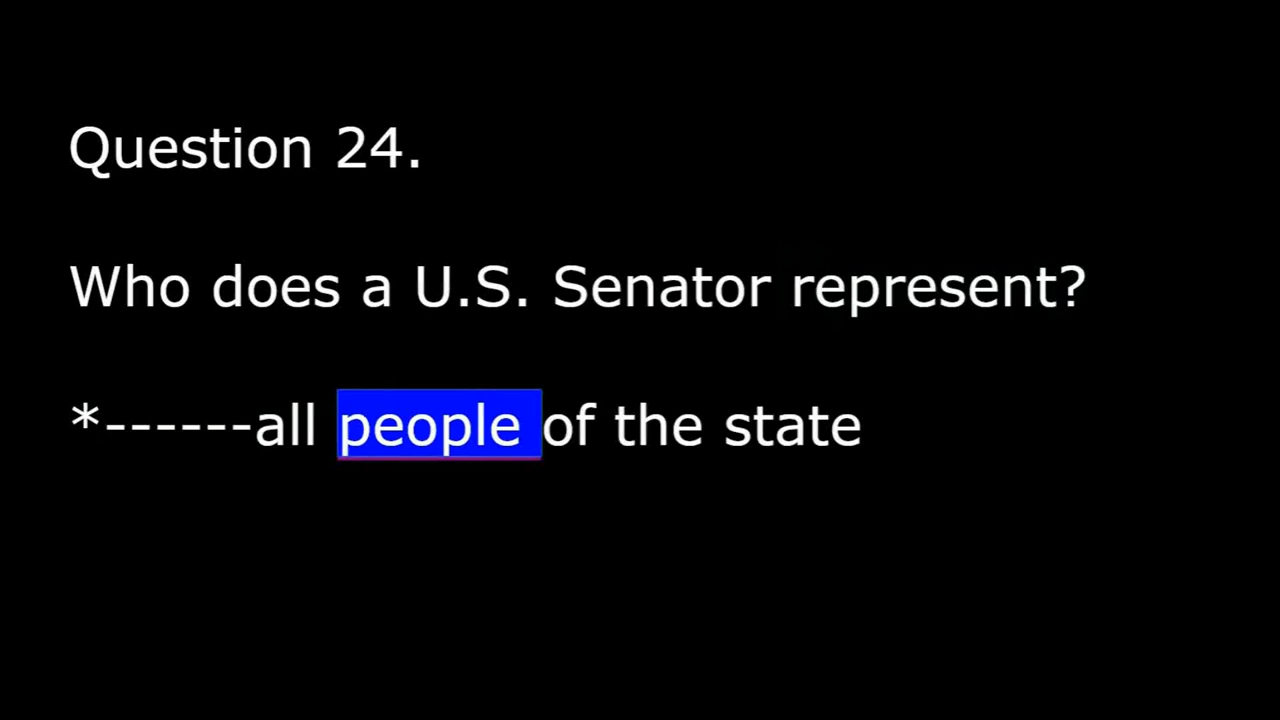 Question 24.
Who does a U.S. Senator represent?
*------all people of the state